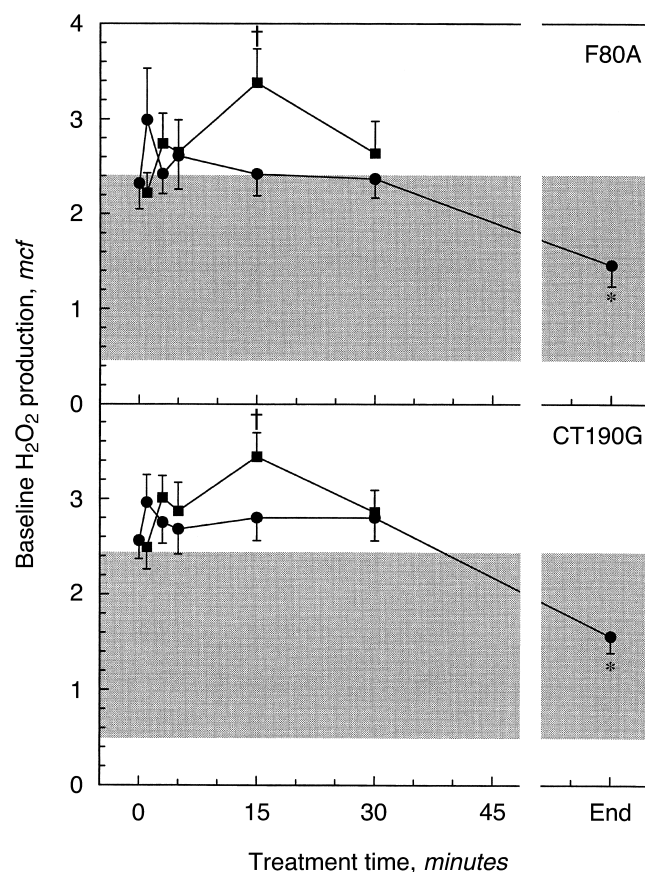 4
†
F80A
3
2
1
*
0
Baseline H₂O₂ production, mcf
†
CT190G
3
2
1
*
0
0 15 30 45 End
Treatment time, minutes